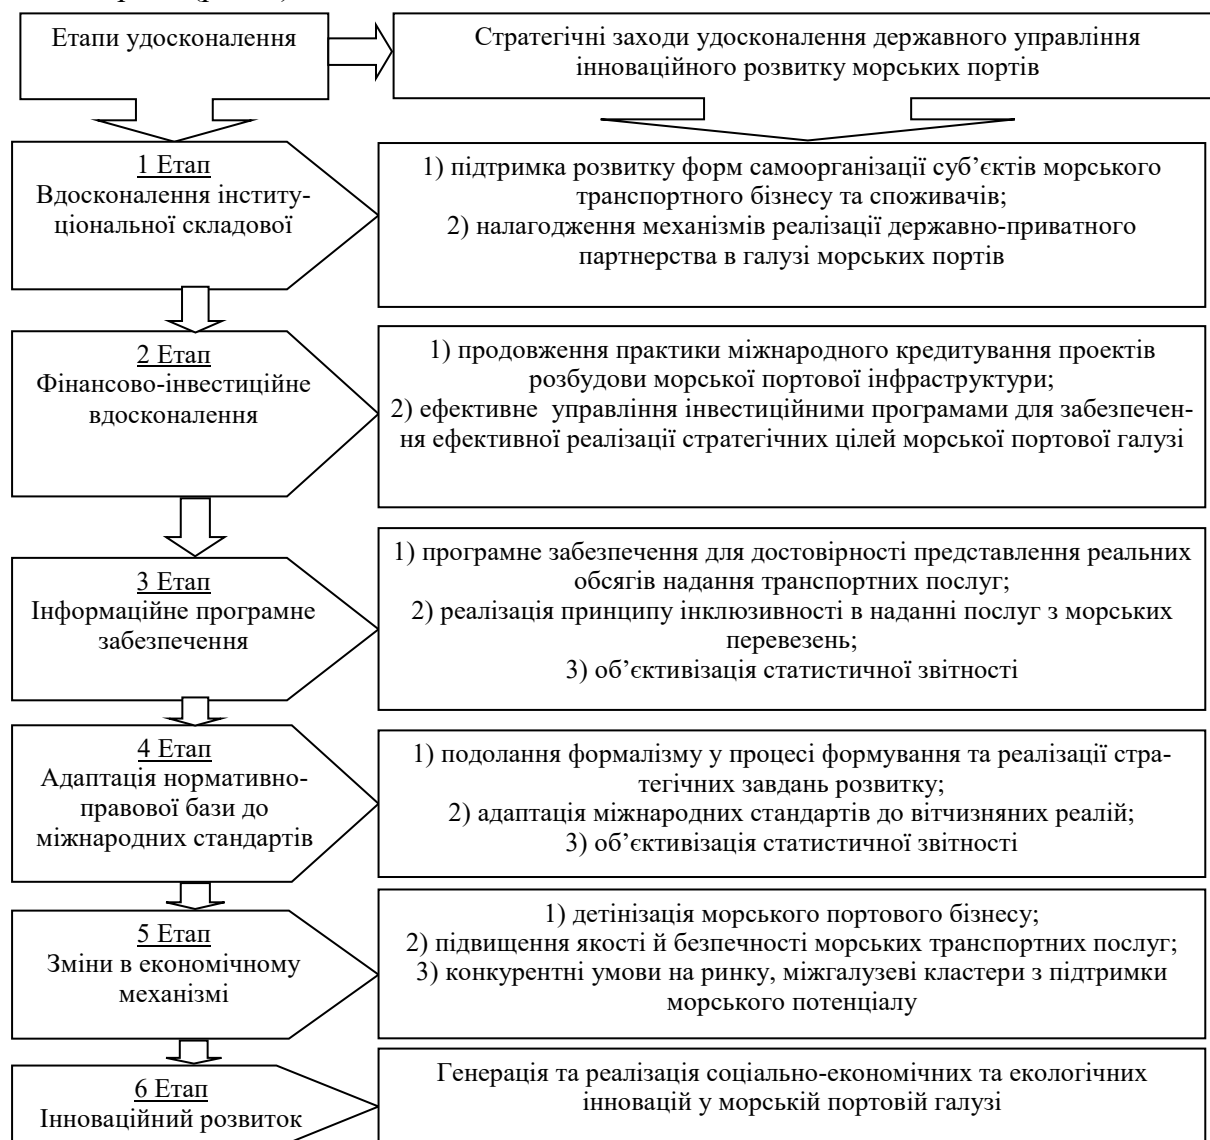 Етапи удосконалення
Стратегічні заходи удосконалення державного управління
інноваційного розвитку морських портів
1 Етап
Вдосконалення інститу-
ціональної складової
1) підтримка розвитку форм самоорганізації суб’єктів морського
транспортного бізнесу та споживачів;
2) налагодження механізмів реалізації державно-приватного
партнерства в галузі морських портів
2 Етап
Фінансово-інвестиційне
вдосконалення
1) продовження практики міжнародного кредитування проектів
розбудови морської портової інфраструктури;
2) ефективне управління інвестиційними програмами для забезпечен-
ня ефективної реалізації стратегічних цілей морської портової галузі
3 Етап
Інформаційне програмне
забезпечення
1) програмне забезпечення для достовірності представлення реальних
обсягів надання транспортних послуг;
2) реалізація принципу інклюзивності в наданні послуг з морських
перевезень;
3) об’єктивізація статистичної звітності
4 Етап
Адаптація нормативно-
правової бази до
міжнародних стандартів
1) подолання формалізму у процесі формування та реалізації стра-
тегічних завдань розвитку;
2) адаптація міжнародних стандартів до вітчизняних реалій;
3) об’єктивізація статистичної звітності
5 Етап
Зміни в економічному
механізмі
1) детінізація морського портового бізнесу;
2) підвищення якості й безпечності морських транспортних послуг;
3) конкурентні умови на ринку, міжгалузеві кластери з підтримки
морського потенціалу
6 Етап
Інноваційний розвиток
Генерація та реалізація соціально-економічних та екологічних
інновацій у морській портовій галузі